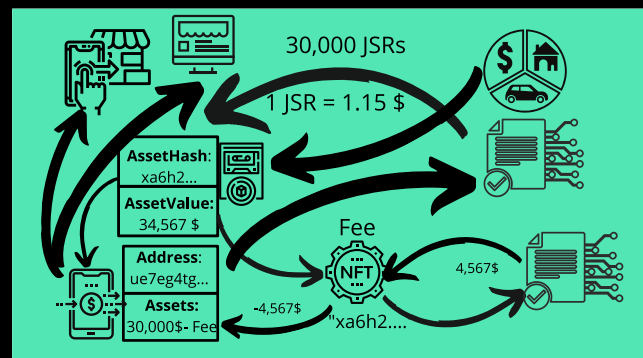 30,000 JSRs
1 JSR = 1.15 $
$
AssetHash:
xa6h2...
AssetValue:
34,567 $
Address:
ue7eg4tg...
Assets:
30,000$- Fee
$
Fee
NFT
"xa6h2....
-4,567$
4,567$